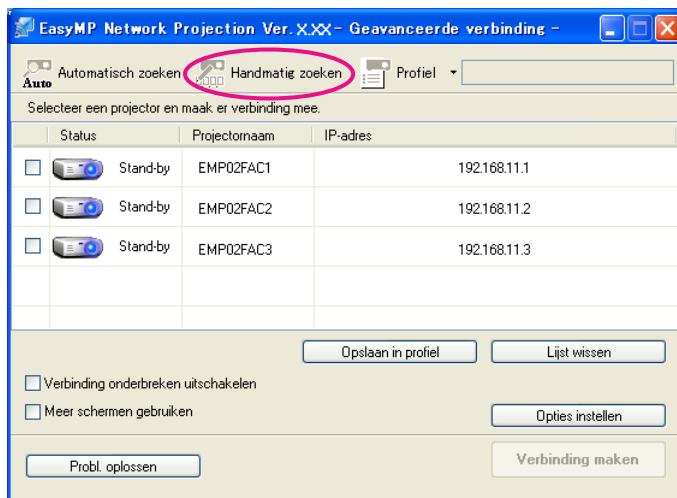 EasyMP Network Projection Ver. X.XX - Geavanceerde verbinding -
Auto Automatisch zoeken Handmatig zoeken Profiel
Selecteer een projector en maak er verbinding mee.
Status Projectornaam IP-adres
Stand-by EMP02FAC1 192.168.11.1
Stand-by EMP02FAC2 192.168.11.2
Stand-by EMP02FAC3 192.168.11.3
Opslaan in profiel Lijst wissen
Verbinding onderbreken uitschakelen
Meer schermen gebruiken Opties instellen
Probl. oplossen Verbinding maken